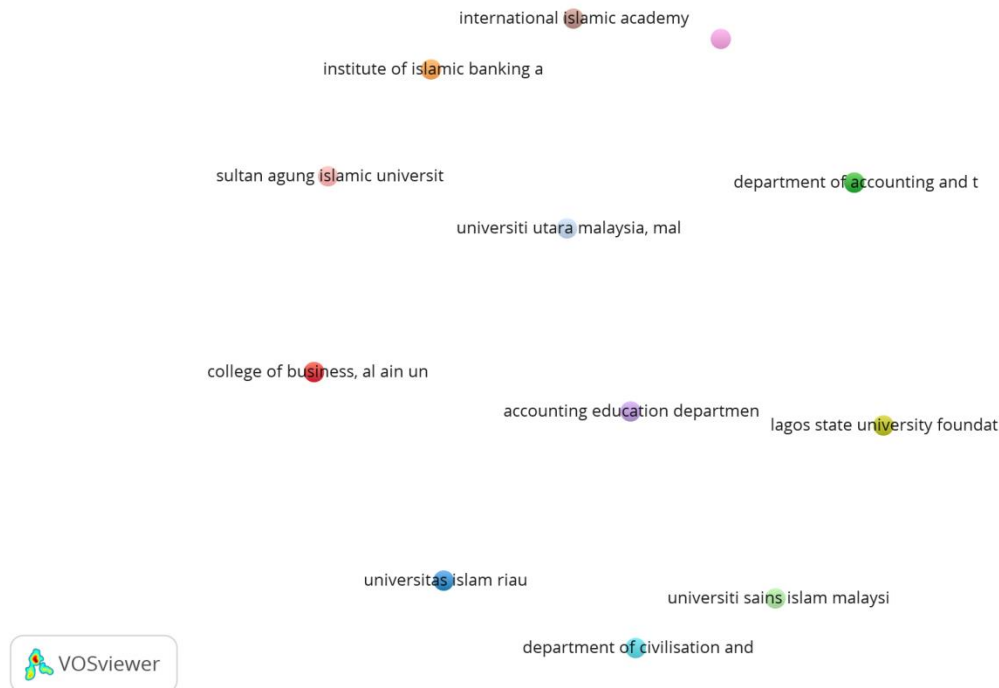 international islamic academy
institute of islamic banking a
sultan agung islamic universit
department of accounting and t
universiti utara malaysia, mal
college of business, al ain un
accounting education departmen
lagos state university foundat
universitas islam riau
universiti sains islam malaysi
department of civilisation and
VOSviewer